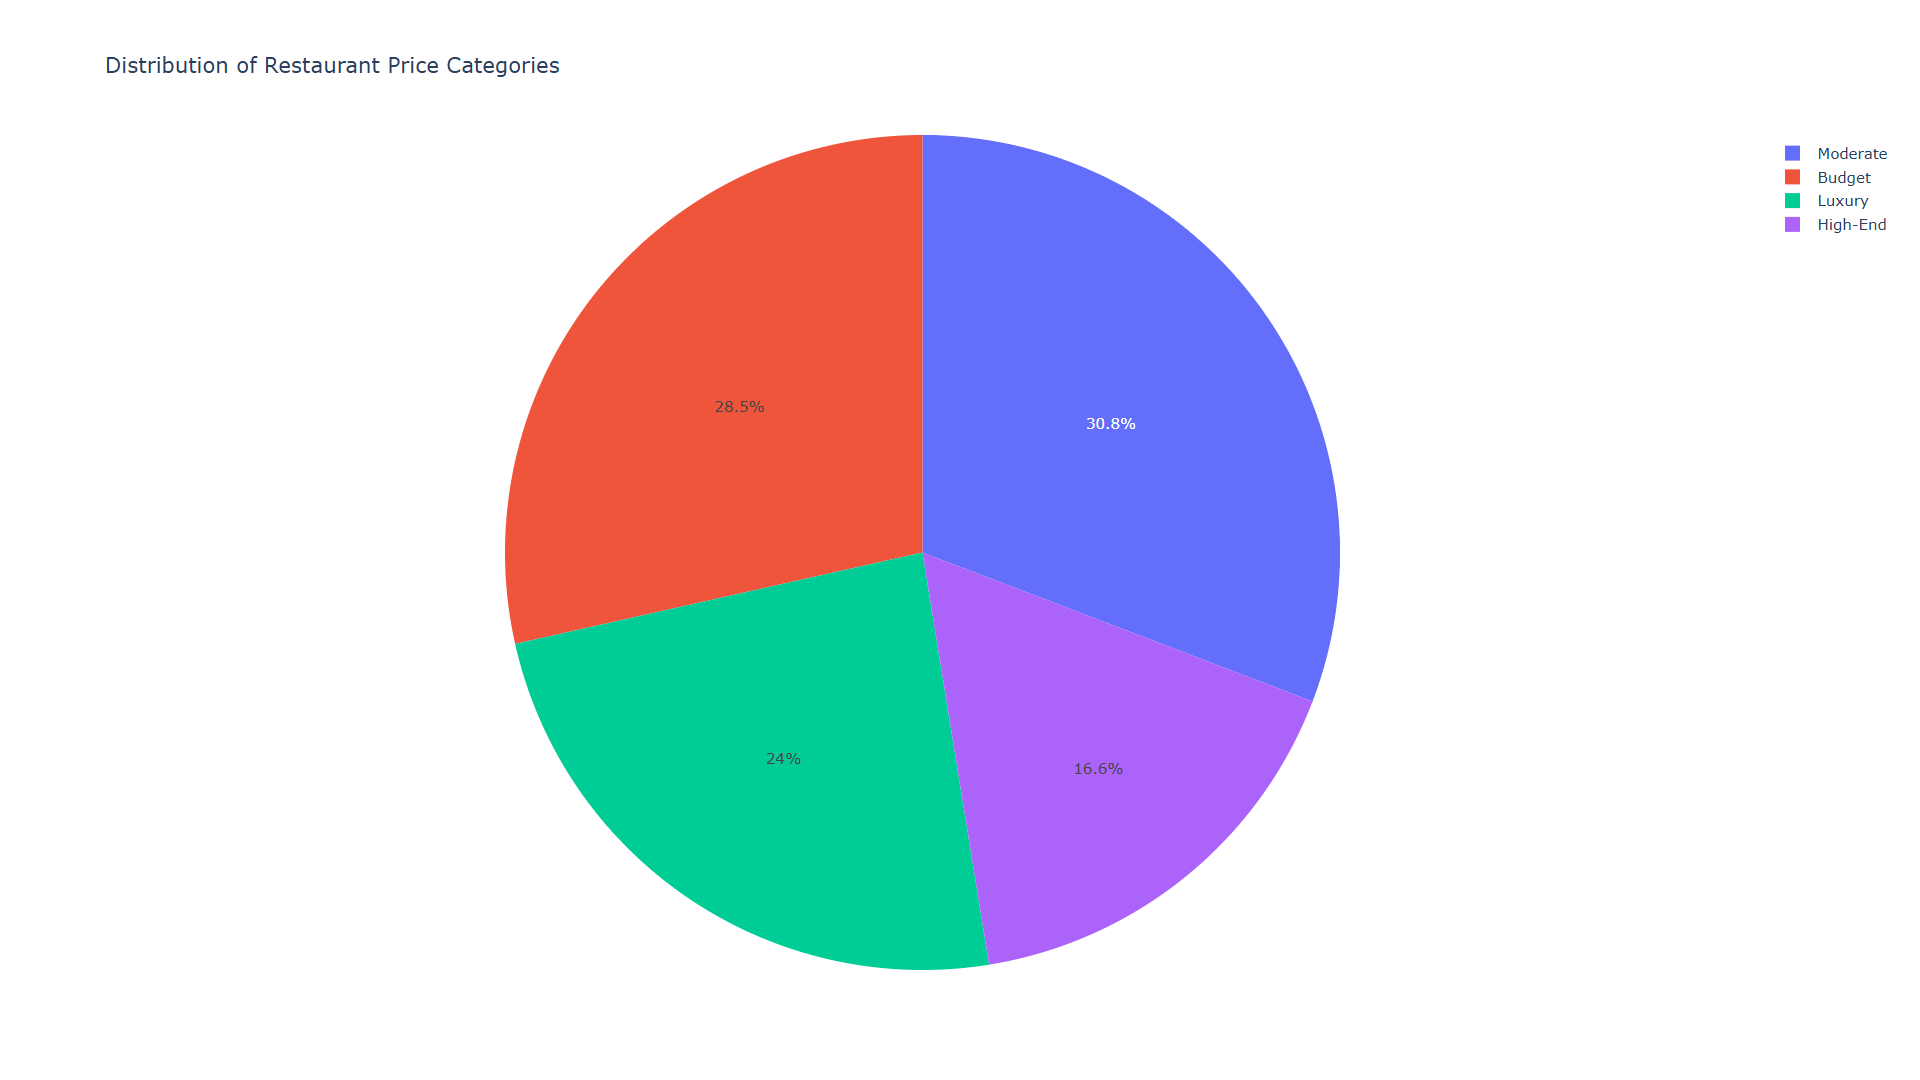 Distribution of Restaurant Price Categories
Moderate
Budget
Luxury
High-End
28.5%
30.8%
24%
16.6%